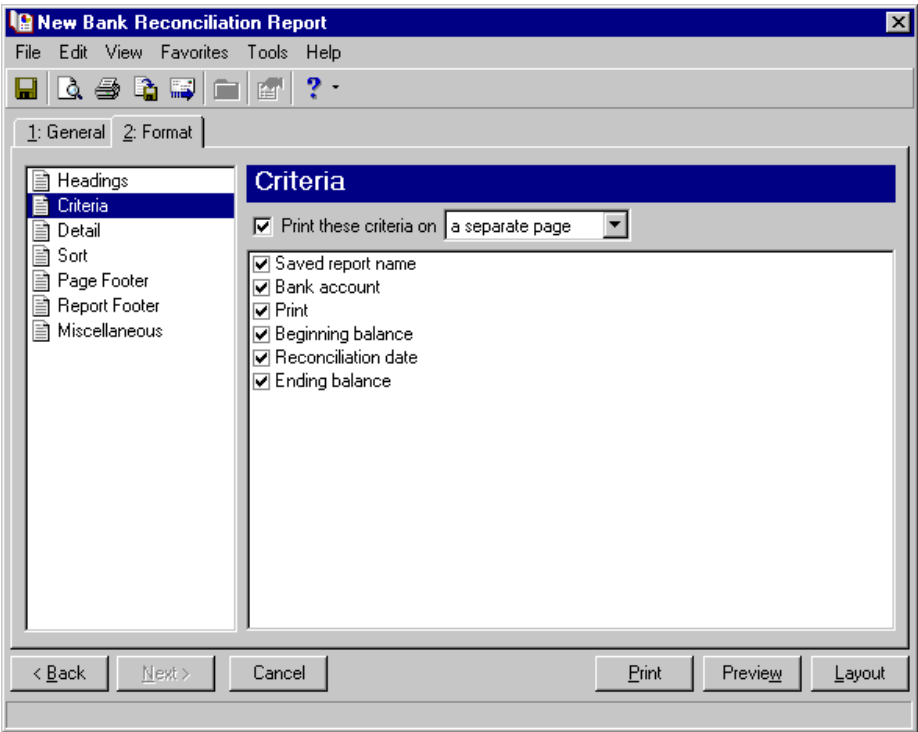 New Bank Reconciliation Report
File Edit View Favorites Tools Help
?
1: General 2: Format
Headings
Criteria
Detail
Sort
Page Footer
Report Footer
Miscellaneous
Criteria
Print these criteria on a separate page
Saved report name
Bank account
Print
Beginning balance
Reconciliation date
Ending balance
< Back Next > Cancel Print Preview Layout